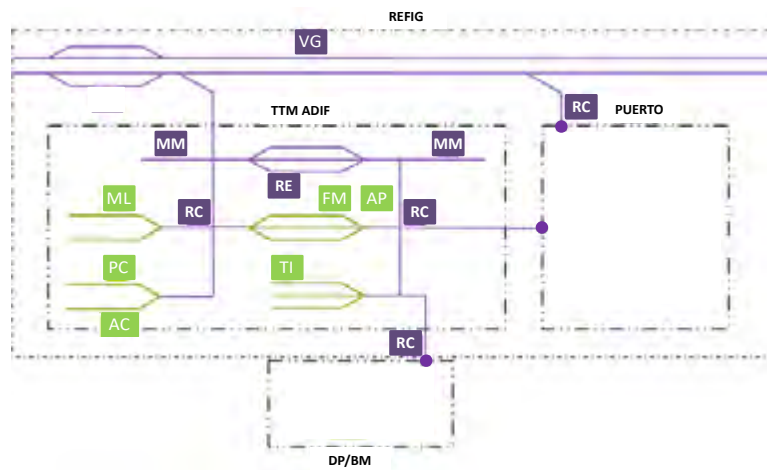 REFIG
VG
RC
TTM ADIF
PUERTO
MM
MM
RE
ML
FM
AP
RC
RC
PC
TI
AC
RC
DP/BM